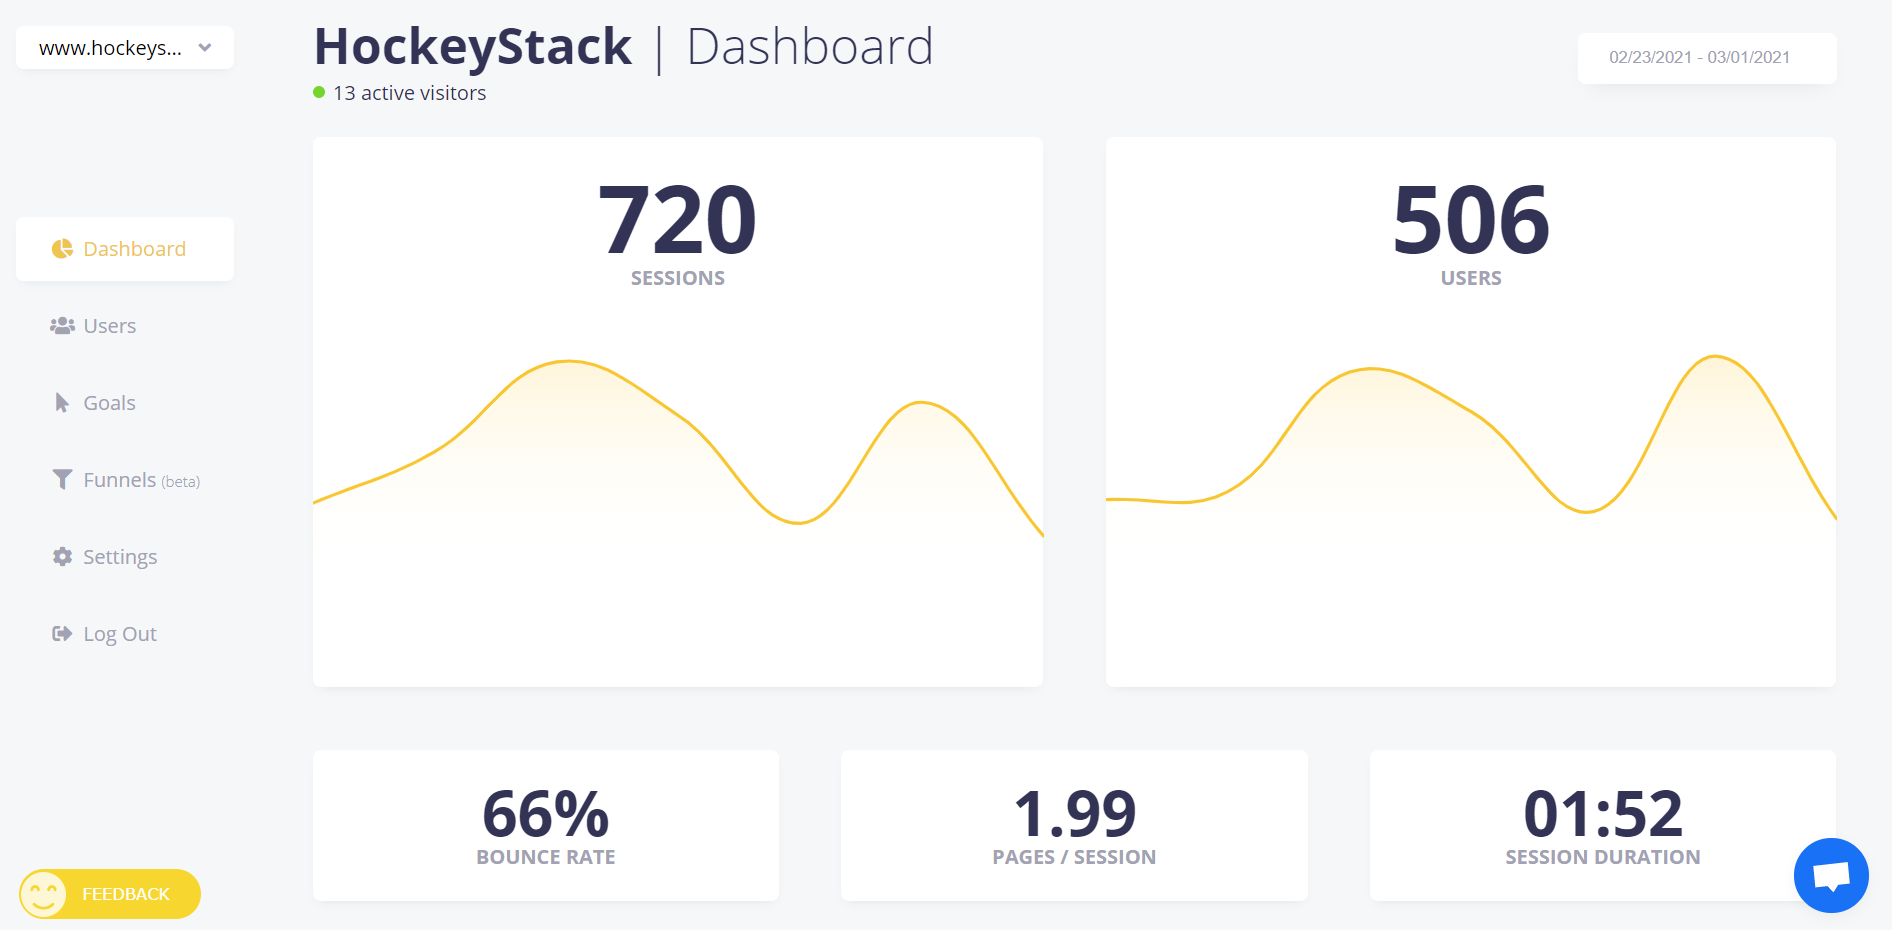 www.hockeys...
HockeyStack | Dashboard
13 active visitors
02/23/2021 - 03/01/2021
Dashboard
Users
Goals
Funnels (beta)
Settings
Log Out
720
SESSIONS
506
USERS
66%
BOUNCE RATE
1.99
PAGES / SESSION
01:52
SESSION DURATION
FEEDBACK